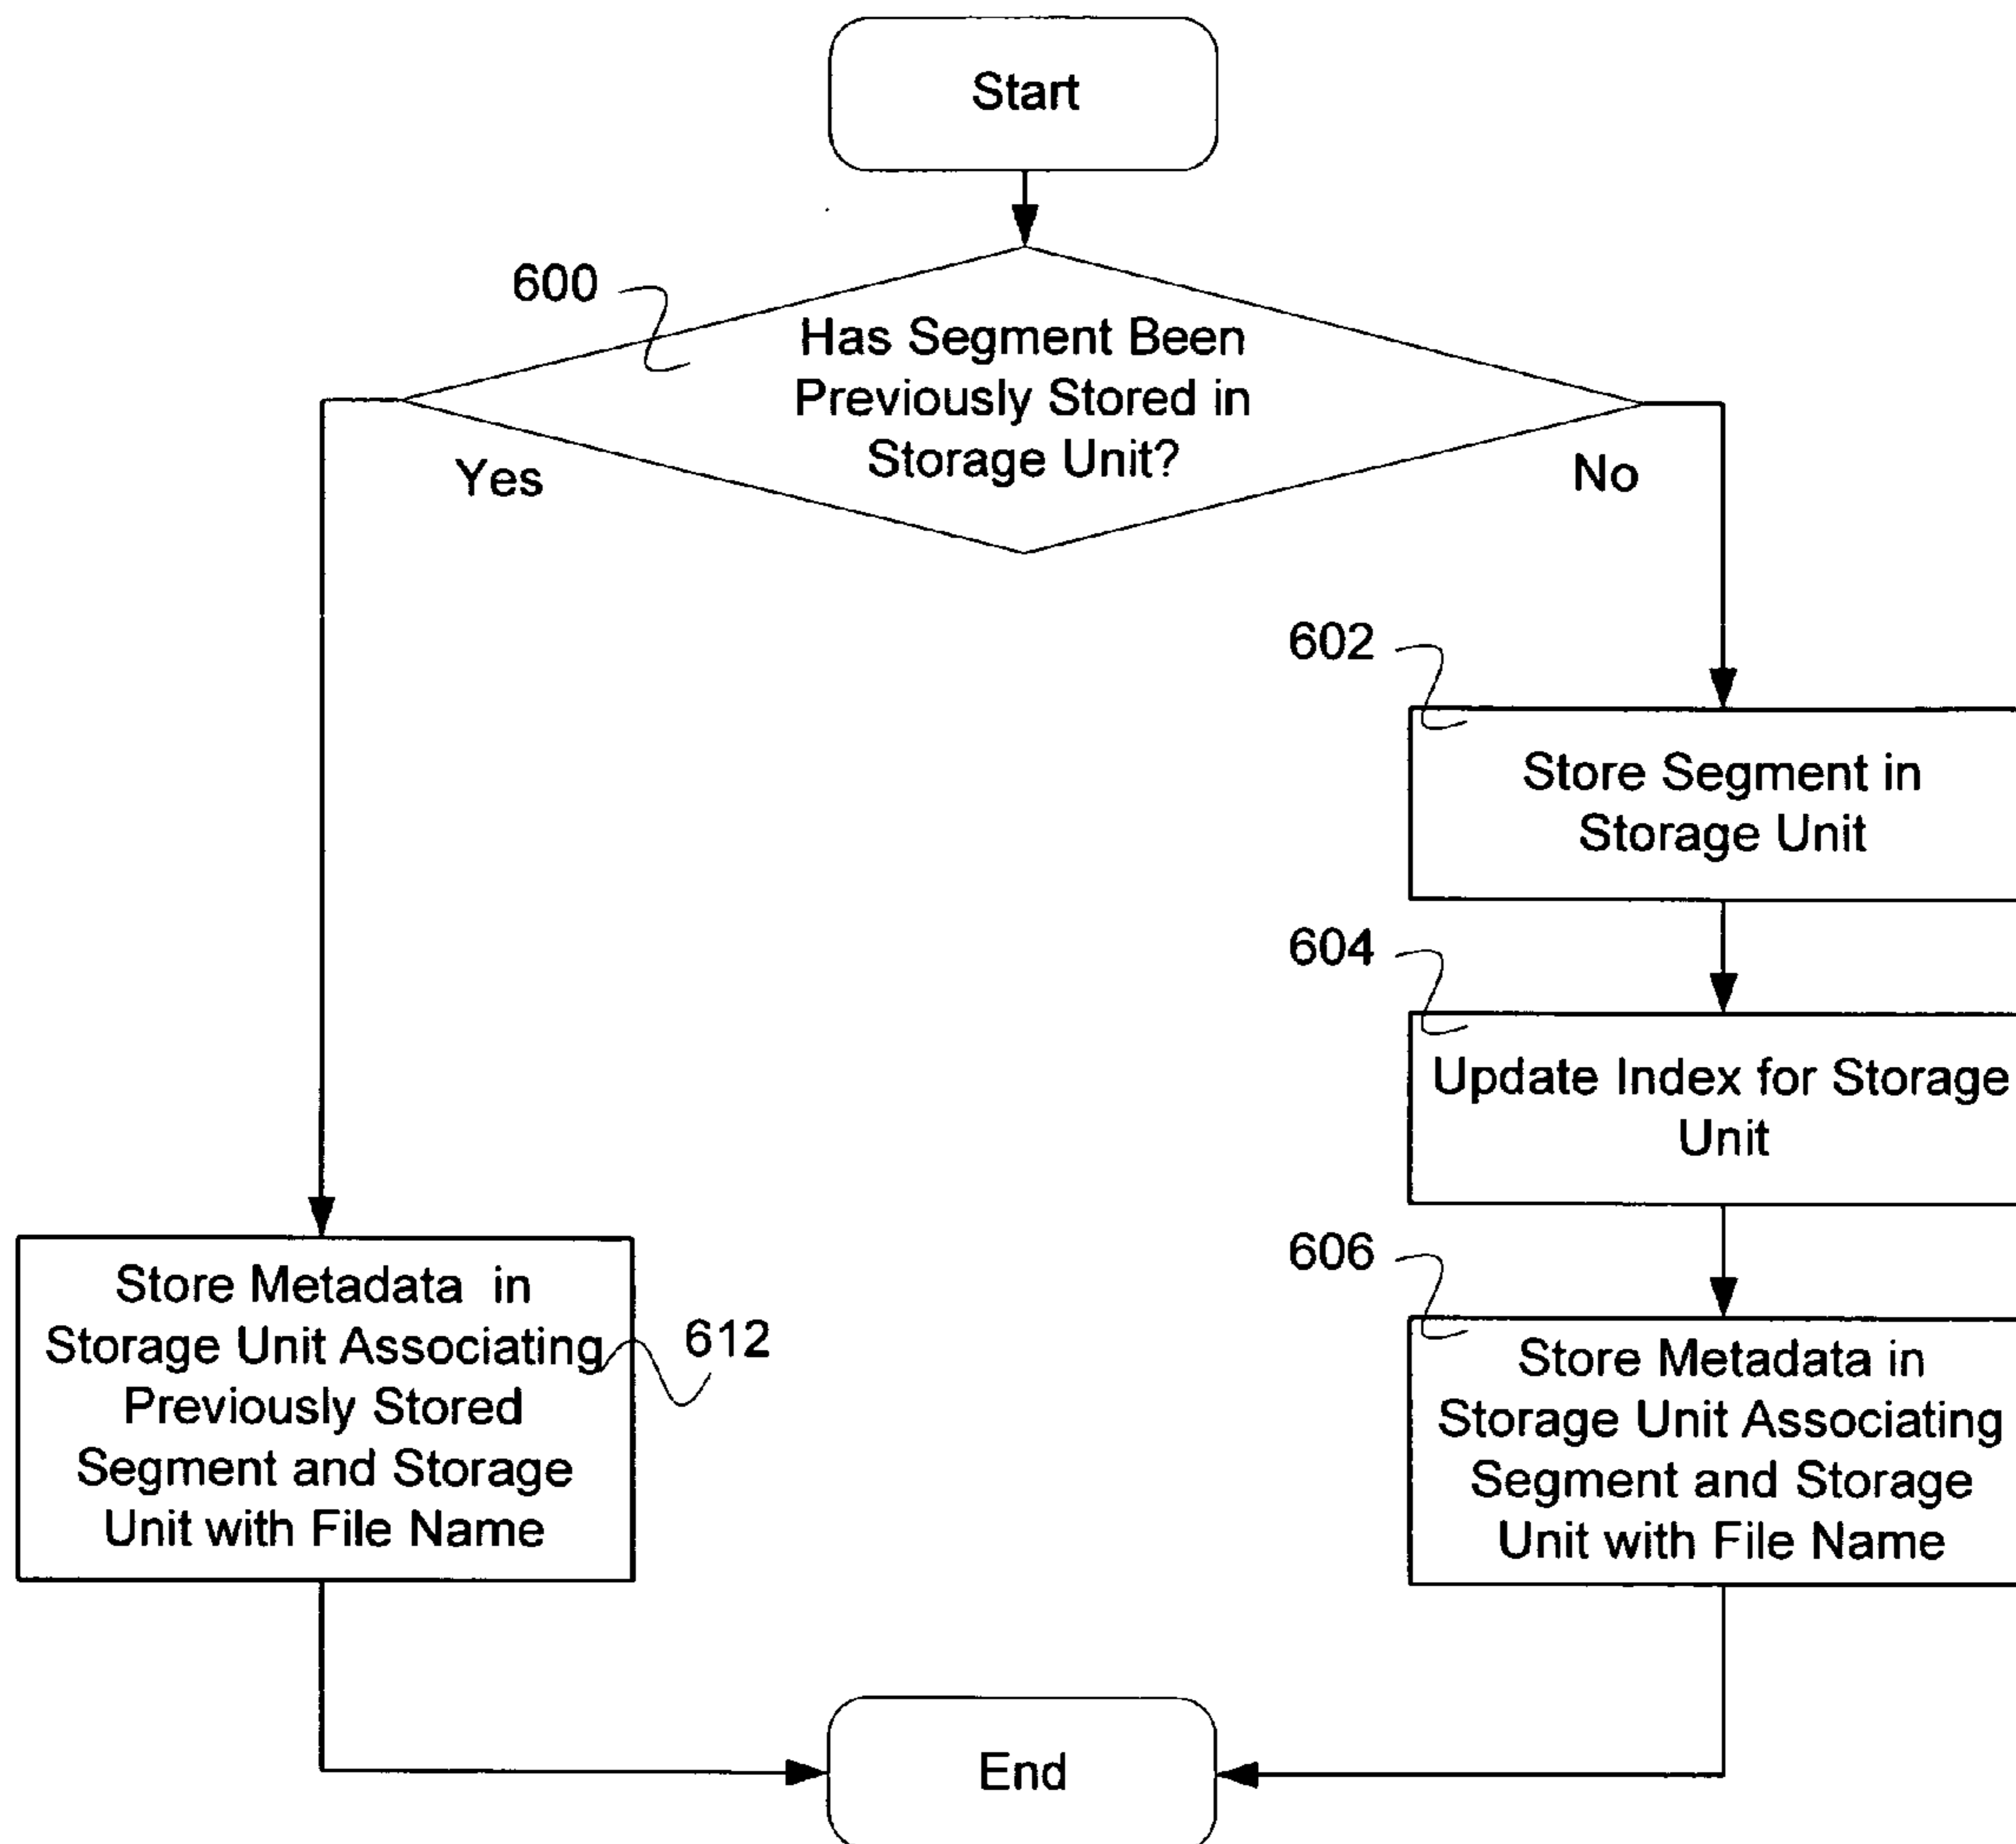 Start
600
Has Segment Been
Previously Stored in
Storage Unit?
Yes
No
602
Store Segment in
Storage Unit
604
Update Index for Storage
Unit
606
Store Metadata in
Storage Unit Associating
Segment and Storage
Unit with File Name
Store Metadata in
Storage Unit Associating
Previously Stored
Segment and Storage
Unit with File Name
612
End